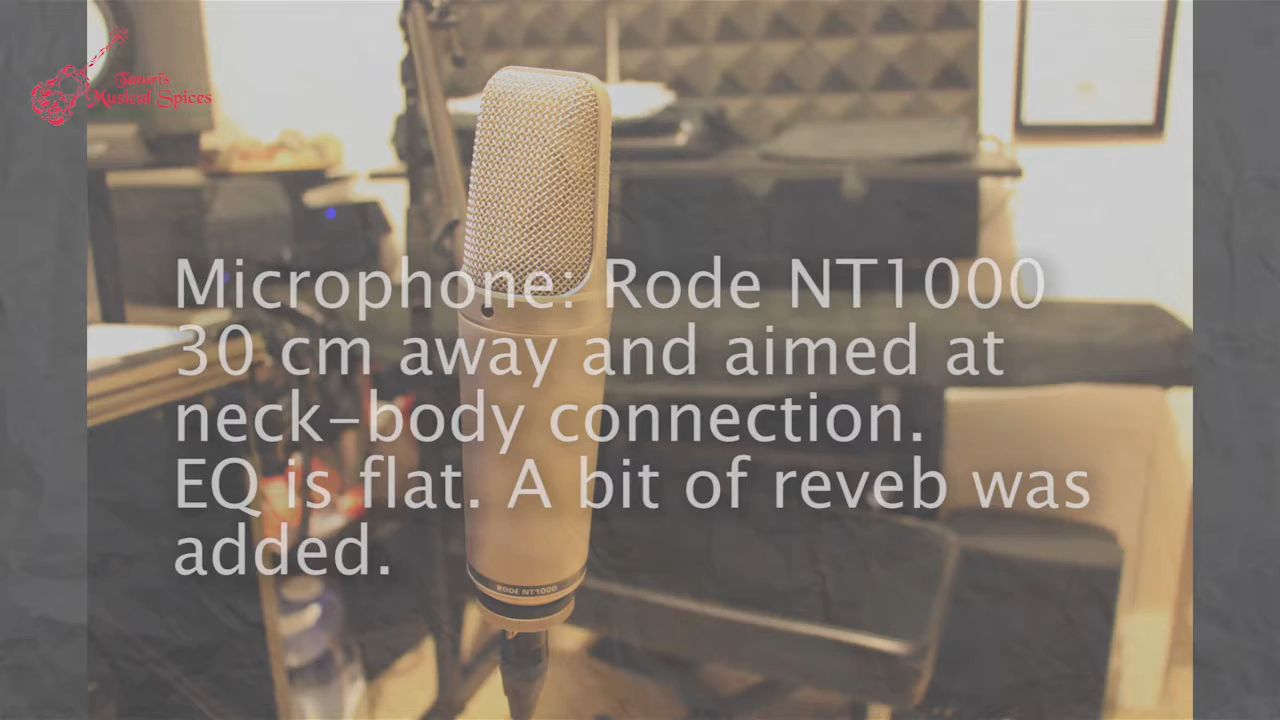 Tanert's
Musical Spices
Microphone: Rode NT1000
30 cm away and aimed at
neck-body connection.
EQ is flat. A bit of reveb was
added.
RODE NT1000